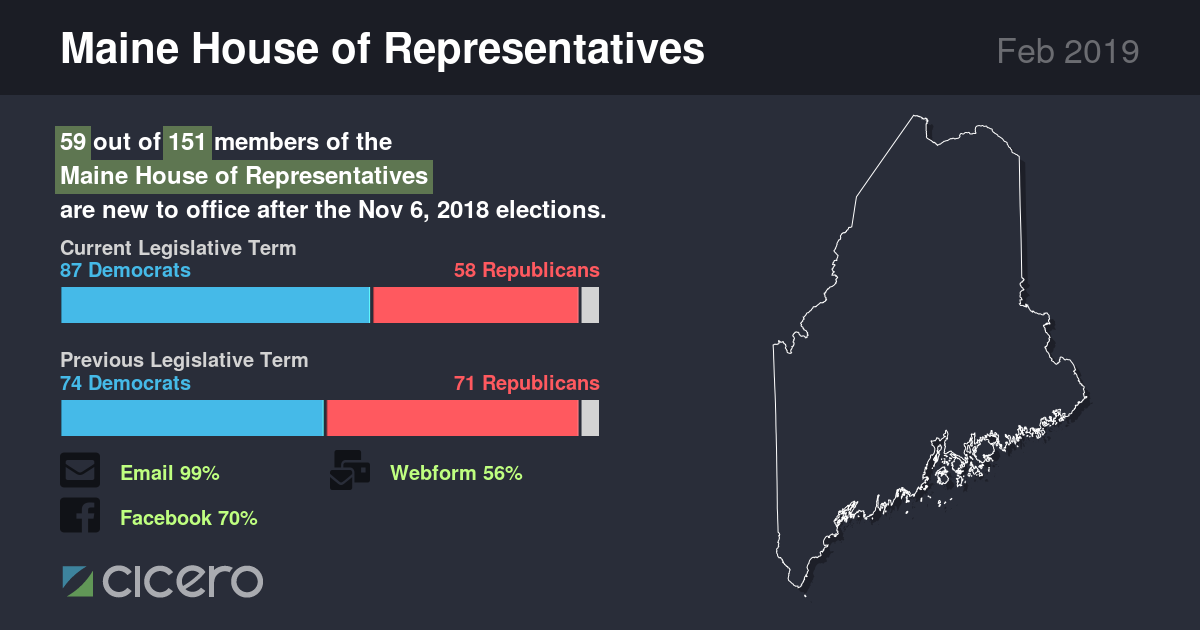 Maine House of Representatives
Feb 2019
59 out of 151 members of the
Maine House of Representatives
are new to office after the Nov 6, 2018 elections.
Current Legislative Term
87 Democrats
58 Republicans
Previous Legislative Term
74 Democrats
71 Republicans
Email 99%
Webform 56%
Facebook 70%
cicero